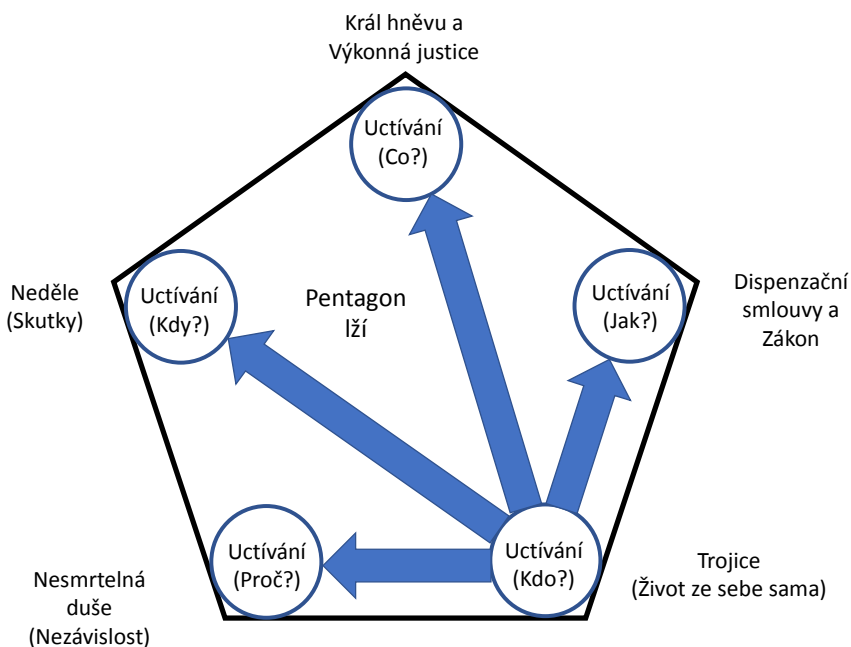 Král hněvu a
Výkonná justice
Uctívání
(Co?)
Neděle
(Skutky)
Uctívání
(Kdy?)
Pentagon
lží
Uctívání
(Jak?)
Dispenzační
smlouvy a
Zákon
Nesmrtelná
duše
(Nezávislost)
Uctívání
(Proč?)
Uctívání
(Kdo?)
Trojice
(Život ze sebe sama)